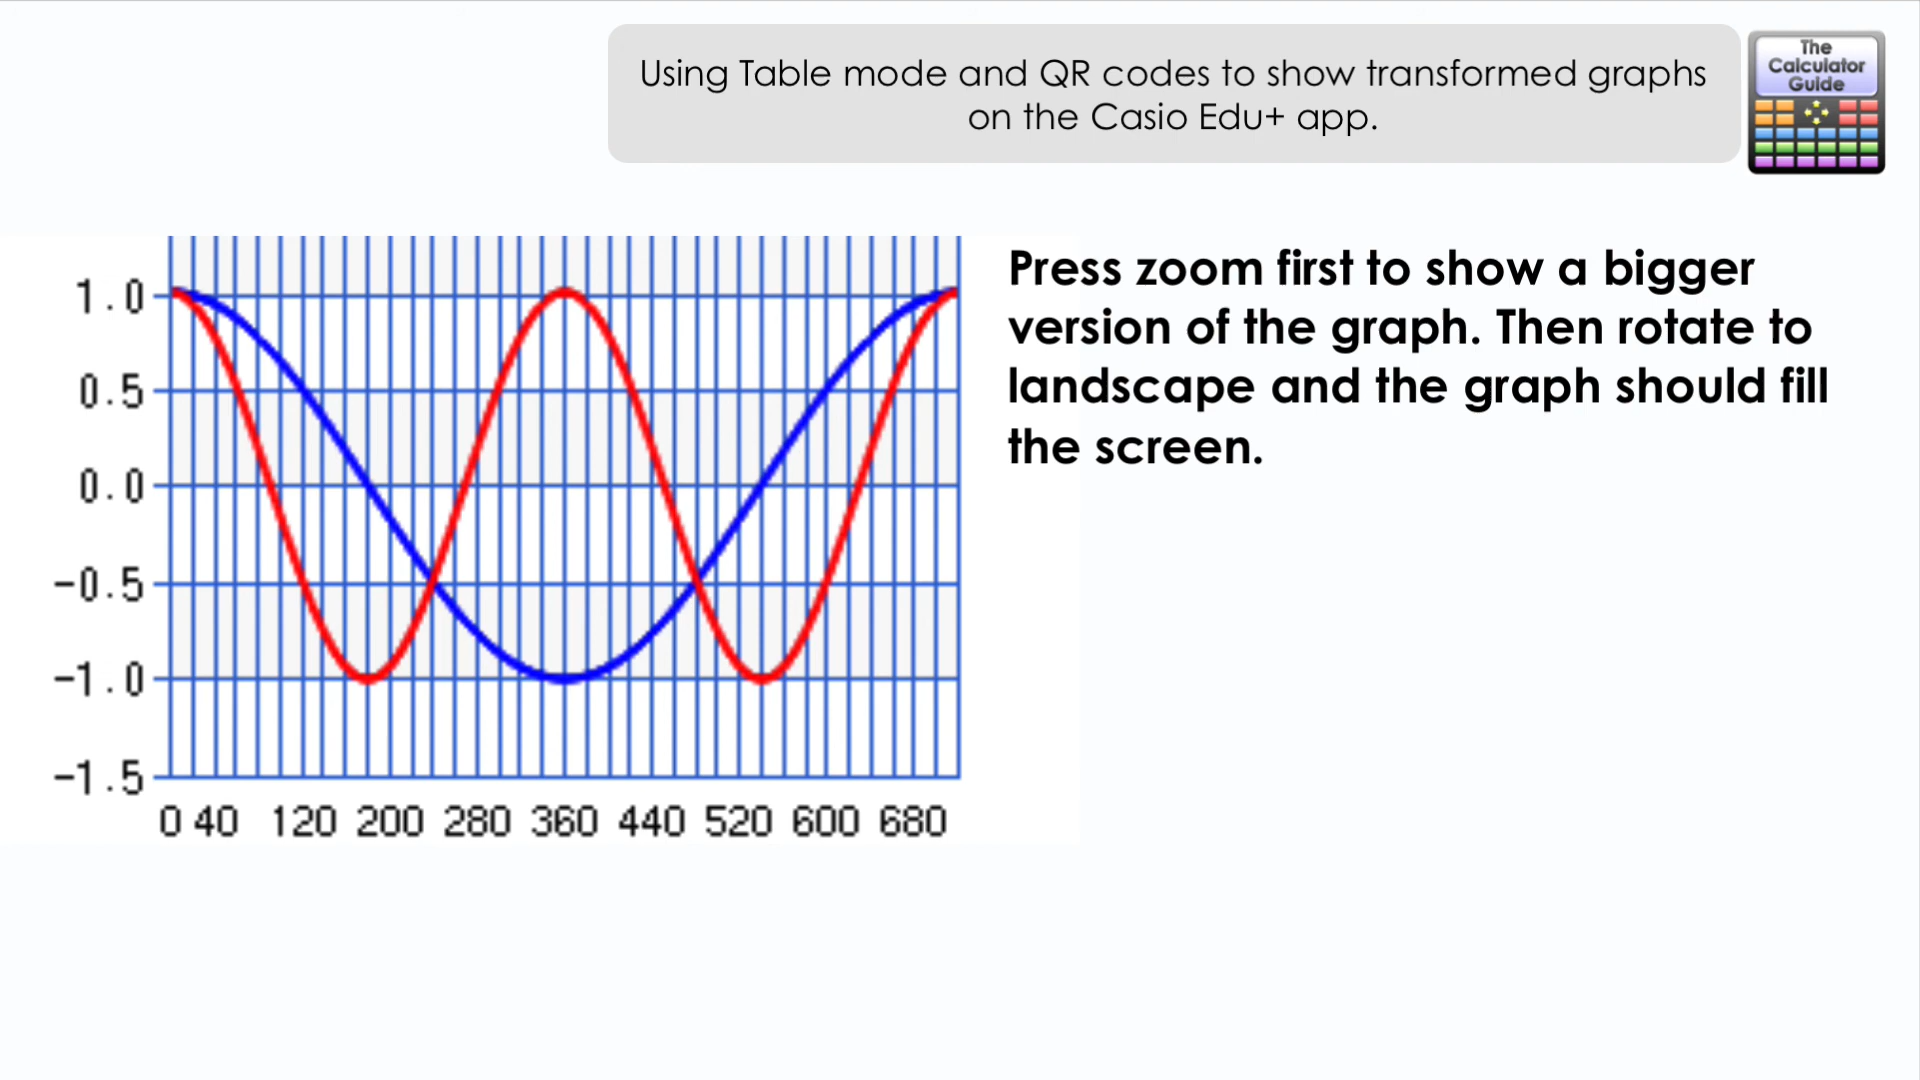 Using Table mode and QR codes to show transformed graphs
on the Casio Edu+ app.
The
Calculator
Guide
Press zoom first to show a bigger
version of the graph. Then rotate to
landscape and the graph should fill
the screen.
1.0
0.5
0.0
-0.5
-1.0
-1.5
0 40 120 200 280 360 440 520 600 680